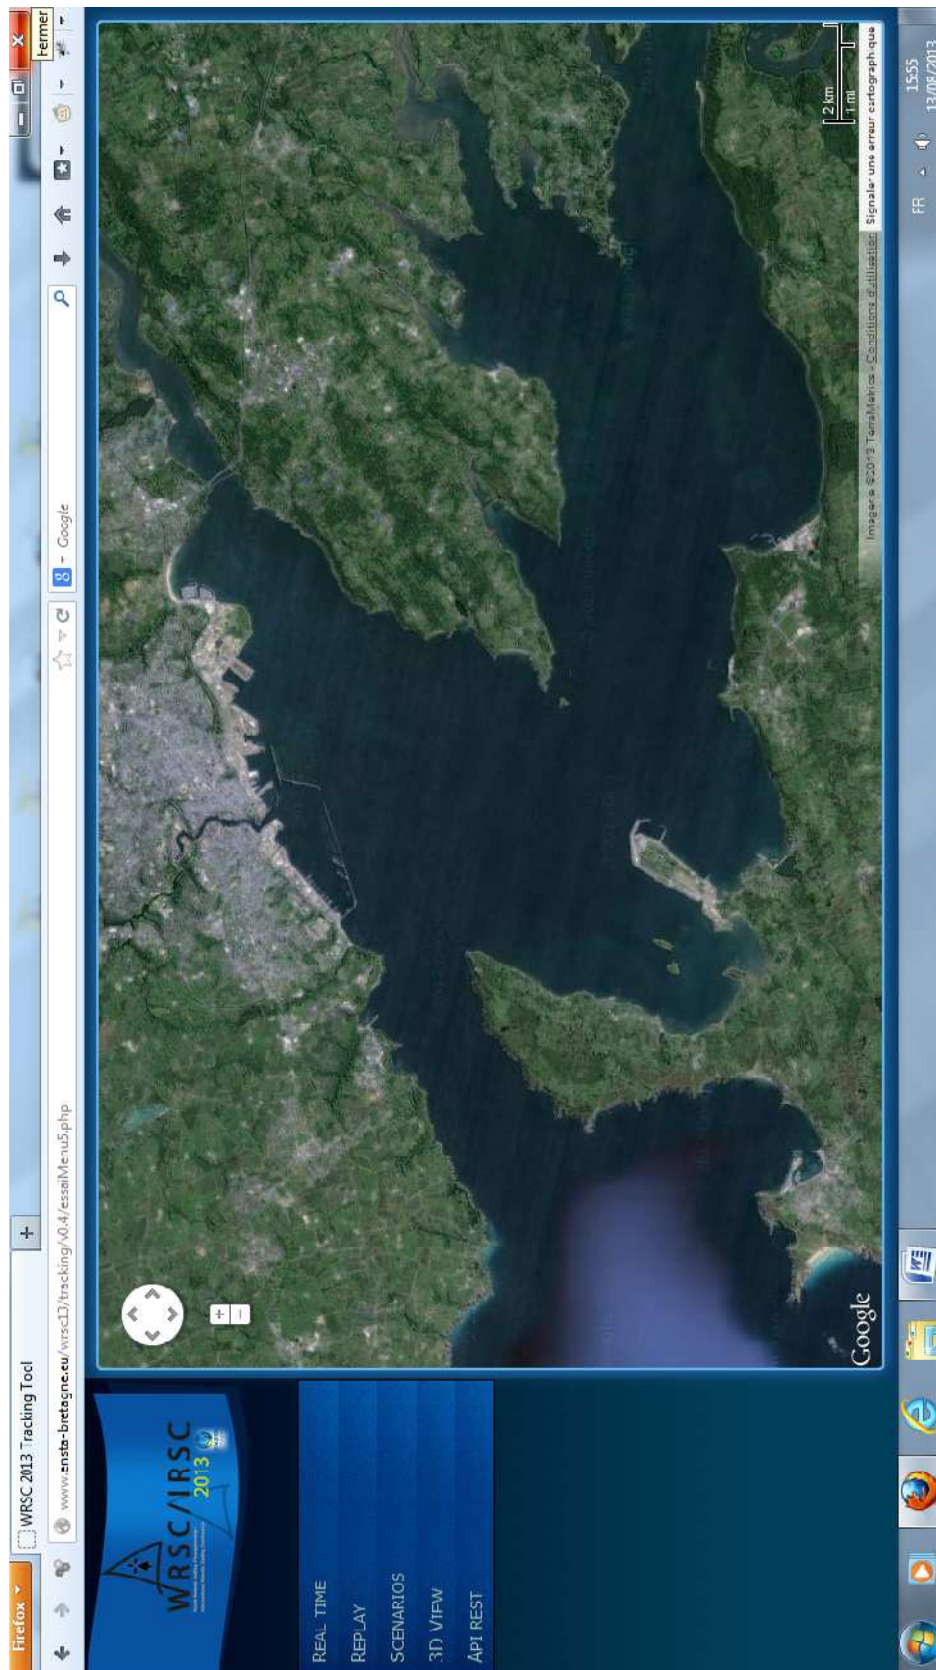 Firefox
WRSC 2013 Tracking Tool
+
Fermer
www.ensta-bretagne.eu/wrsc13/tracking/v0.4/essaiMenu5.php
8 - Google
WRSC/IRSC
2013
REAL TIME
REPLAY
SCENARIOS
3D VIEW
API REST
+
-
2 km
1 mi
Google
Imagerie ©2013 TerraMetrics - Conditions d'utilisation
Signaler une erreur cartographique
FR
15:55
13/08/2013